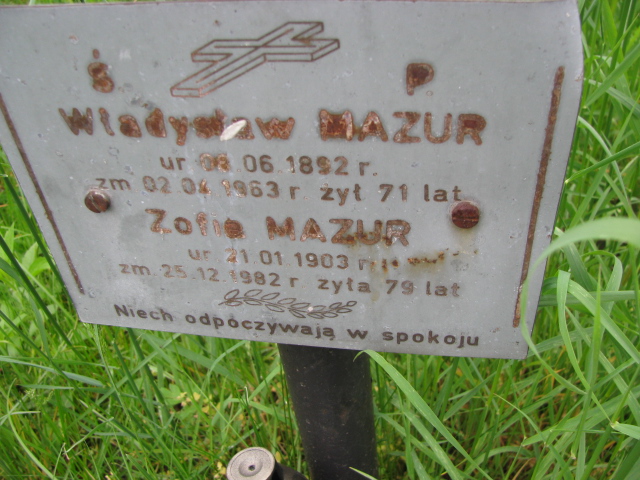 Ś P
Władysław MAZUR
ur 08.06.1892 r.
zm 02.04.1963 r żył 71 lat
Zofia MAZUR
ur 21.01.1903 r
zm 25.12.1982 r żyła 79 lat
Niech odpoczywają w spokoju